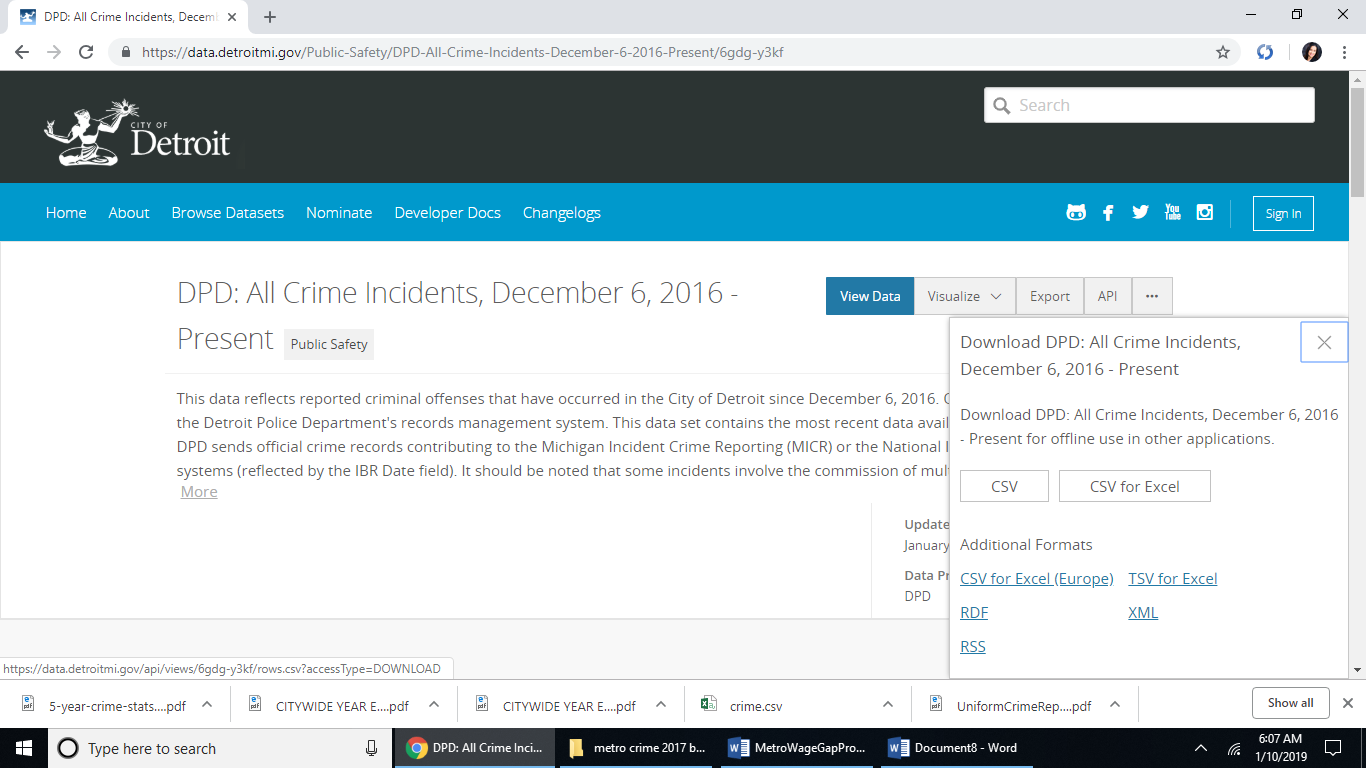 DPD: All Crime Incidents, Decemb
https://data.detroitmi.gov/Public-Safety/DPD-All-Crime-Incidents-December-6-2016-Present/6gdg-y3kf
CITY OF
Detroit
Search
Home About Browse Datasets Nominate Developer Docs Changelogs
You Tube
Sign In
DPD: All Crime Incidents, December 6, 2016 -
Present Public Safety
View Data Visualize Export API ...
This data reflects reported criminal offenses that have occurred in the City of Detroit since December 6, 2016.
the Detroit Police Department's records management system. This data set contains the most recent data avail
DPD sends official crime records contributing to the Michigan Incident Crime Reporting (MICR) or the National
systems (reflected by the IBR Date field). It should be noted that some incidents involve the commission of mul
More
Update
January
Data Pr
DPD
Download DPD: All Crime Incidents,
December 6, 2016 - Present
Download DPD: All Crime Incidents, December 6, 2016
- Present for offline use in other applications.
CSV CSV for Excel
Additional Formats
CSV for Excel (Europe) TSV for Excel
RDF XML
RSS
https://data.detroitmi.gov/api/views/6gdg-y3kf/rows.csv?accessType=DOWNLOAD
5-year-crime-stats....pdf CITYWIDE YEAR E....pdf CITYWIDE YEAR E....pdf crime.csv UniformCrimeRep....pdf Show all
Type here to search DPD: All Crime Inci... metro crime 2017 b... MetroWageGapPro... Document8 - Word
6:07 AM
1/10/2019